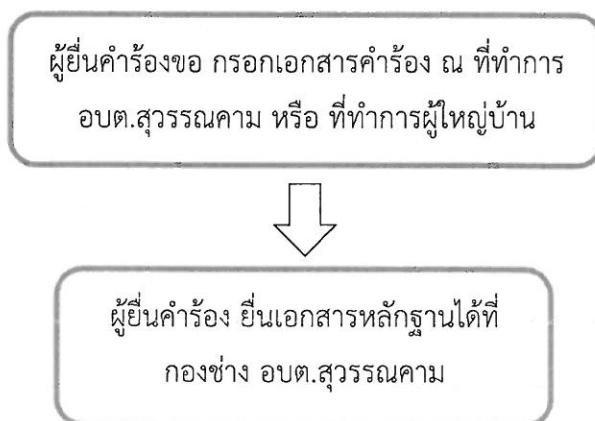 ผู้ยื่นคำร้องขอ กรอกเอกสารคำร้อง ณ ที่ทำการ
อบต.สุวรรณคาม หรือ ที่ทำการผู้ใหญ่บ้าน
ผู้ยื่นคำร้อง ยื่นเอกสารหลักฐานได้ที่
กองช่าง อบต.สุวรรณคาม